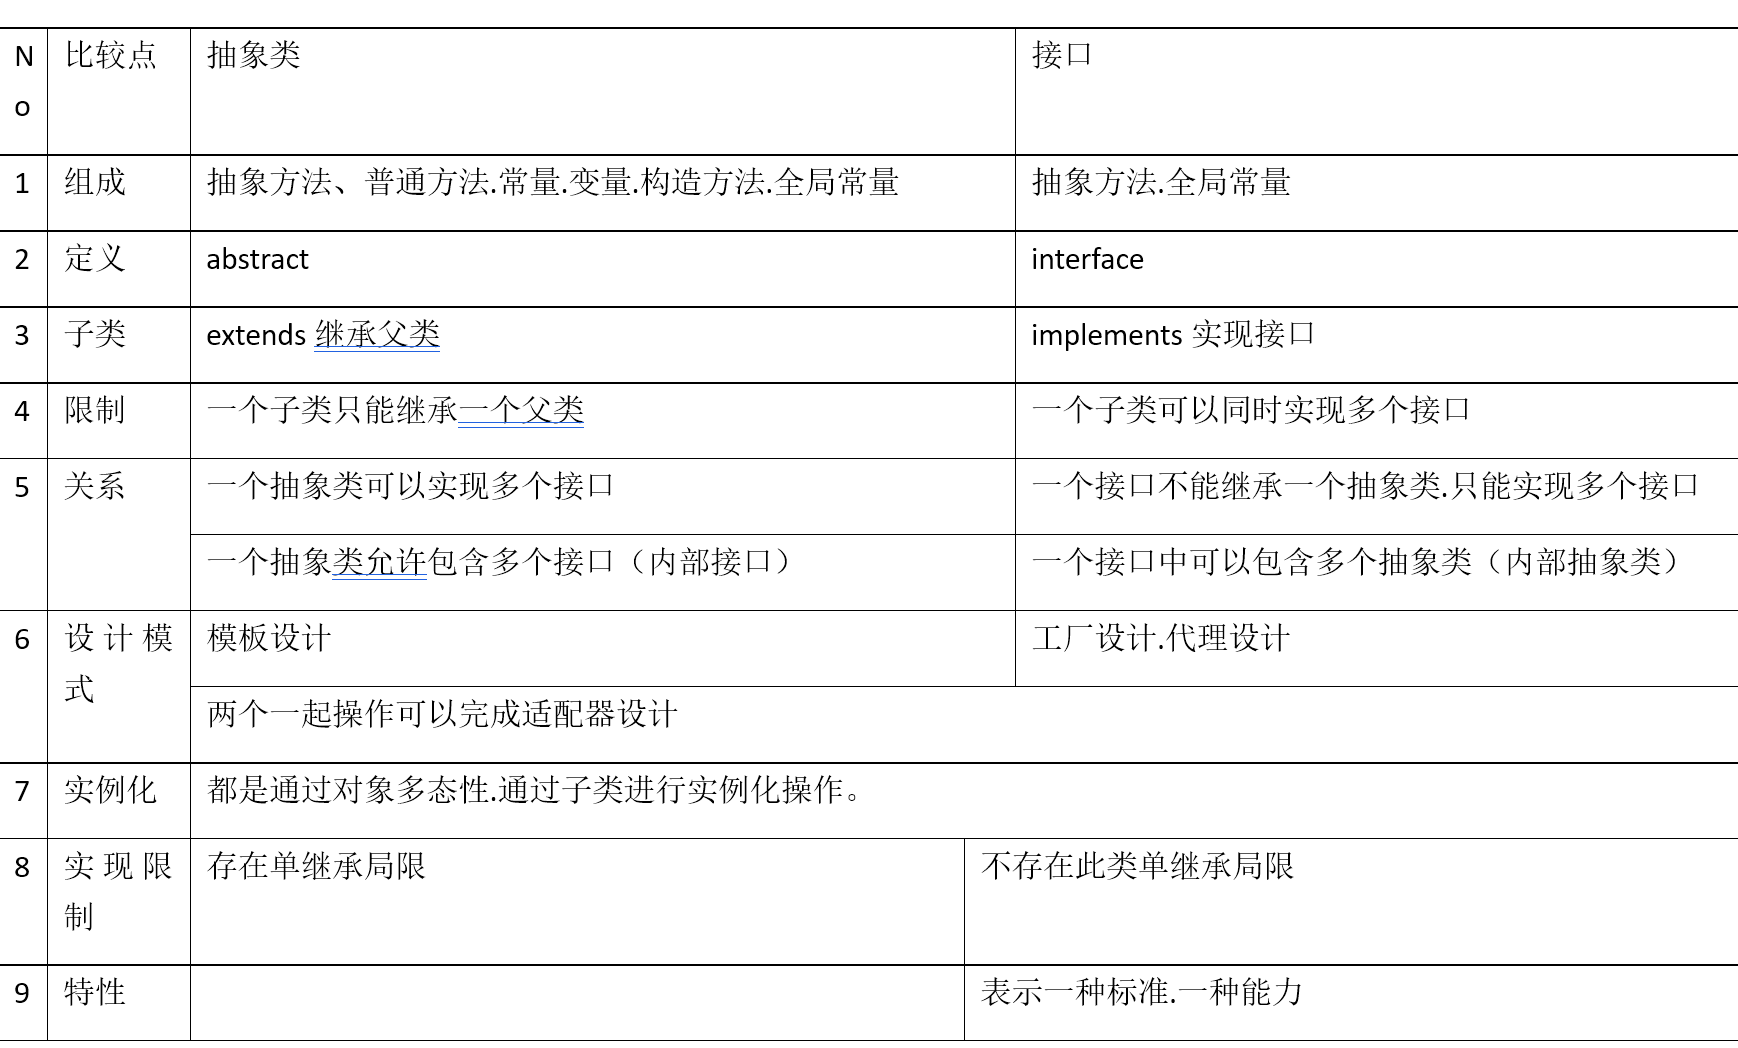 No 比较点 抽象类 接口
1 组成 抽象方法、普通方法.常量.变量.构造方法.全局常量 抽象方法.全局常量
2 定义 abstract interface
3 子类 extends 继承父类 implements 实现接口
4 限制 一个子类只能继承一个父类 一个子类可以同时实现多个接口
5 关系 一个抽象类可以实现多个接口 一个接口不能继承一个抽象类.只能实现多个接口
一个抽象类允许包含多个接口（内部接口） 一个接口中可以包含多个抽象类（内部抽象类）
6 设计模式 模板设计 工厂设计.代理设计
两个一起操作可以完成适配器设计
7 实例化 都是通过对象多态性.通过子类进行实例化操作。
8 实现限制 存在单继承局限 不存在此类单继承局限
9 特性 表示一种标准.一种能力